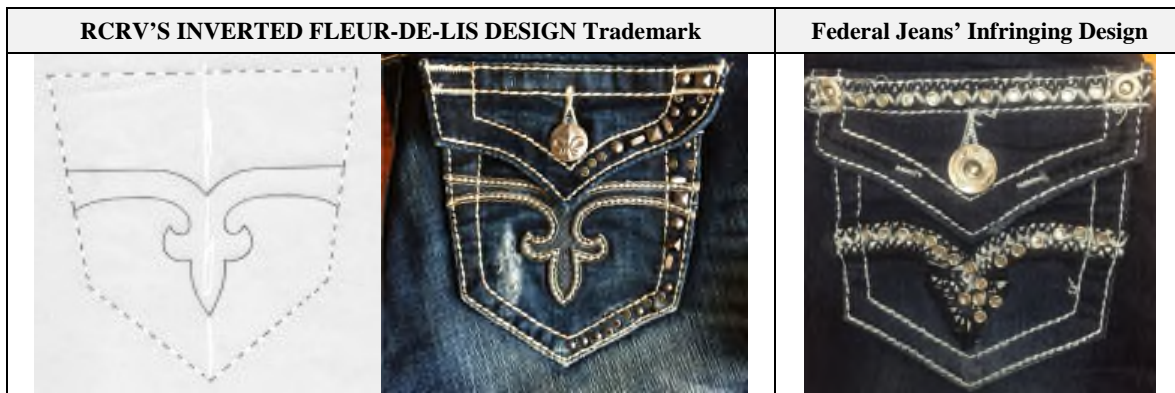 RCRV'S INVERTED FLEUR-DE-LIS DESIGN Trademark
Federal Jeans' Infringing Design